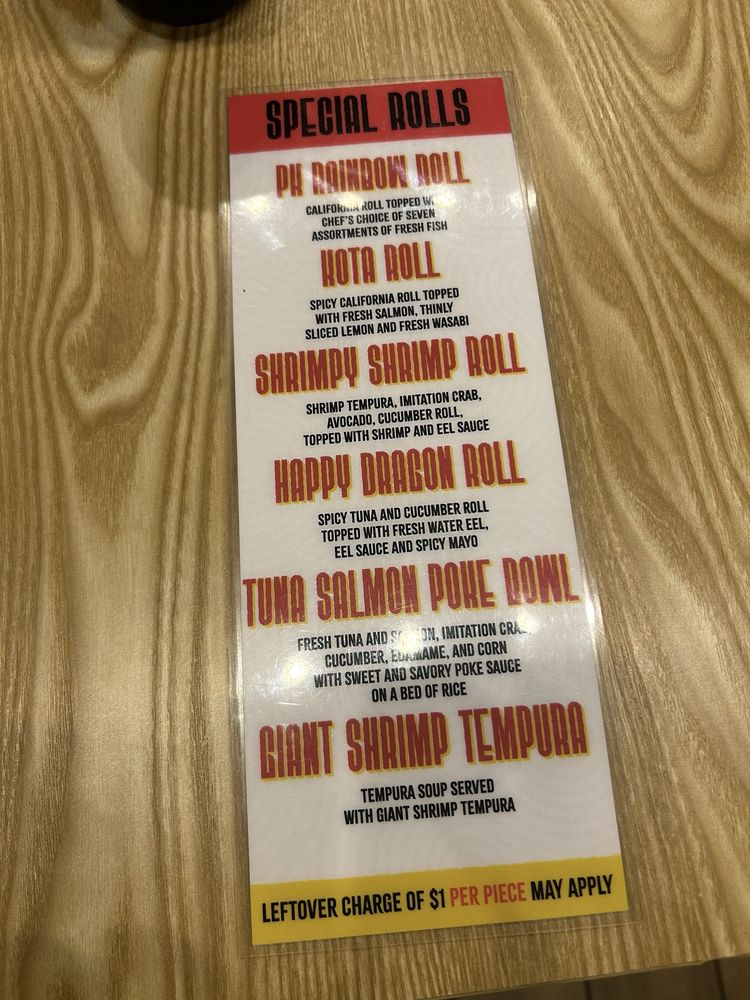 SPECIAL ROLLS
PK RAINBOW ROLL
CALIFORNIA ROLL TOPPED
CHEF'S CHOICE OF SEVEN
ASSORTMENTS OF FRESH FISH
KOTA ROLL
SPICY CALIFORNIA ROLL TOPPED
WITH FRESH SALMON, THINLY
SLICED LEMON AND FRESH WASABI
SHRIMPY SHRIMP ROLL
SHRIMP TEMPURA, IMITATION CRAB,
AVOCADO, CUCUMBER ROLL,
TOPPED WITH SHRIMP AND EEL SAUCE
HAPPY DRAGON ROLL
SPICY TUNA AND CUCUMBER ROLL
TOPPED WITH FRESH WATER EEL,
EEL SAUCE AND SPICY MAYO
TUNA SALMON POKE BOWL
FRESH TUNA AND SALMON, IMITATION CRAB,
CUCUMBER, EDAMAME, AND CORN
WITH SWEET AND SAVORY POKE SAUCE
ON A BED OF RICE
GIANT SHRIMP TEMPURA
TEMPURA SOUP SERVED
WITH GIANT SHRIMP TEMPURA
LEFTOVER CHARGE OF $1 PER PIECE MAY APPLY